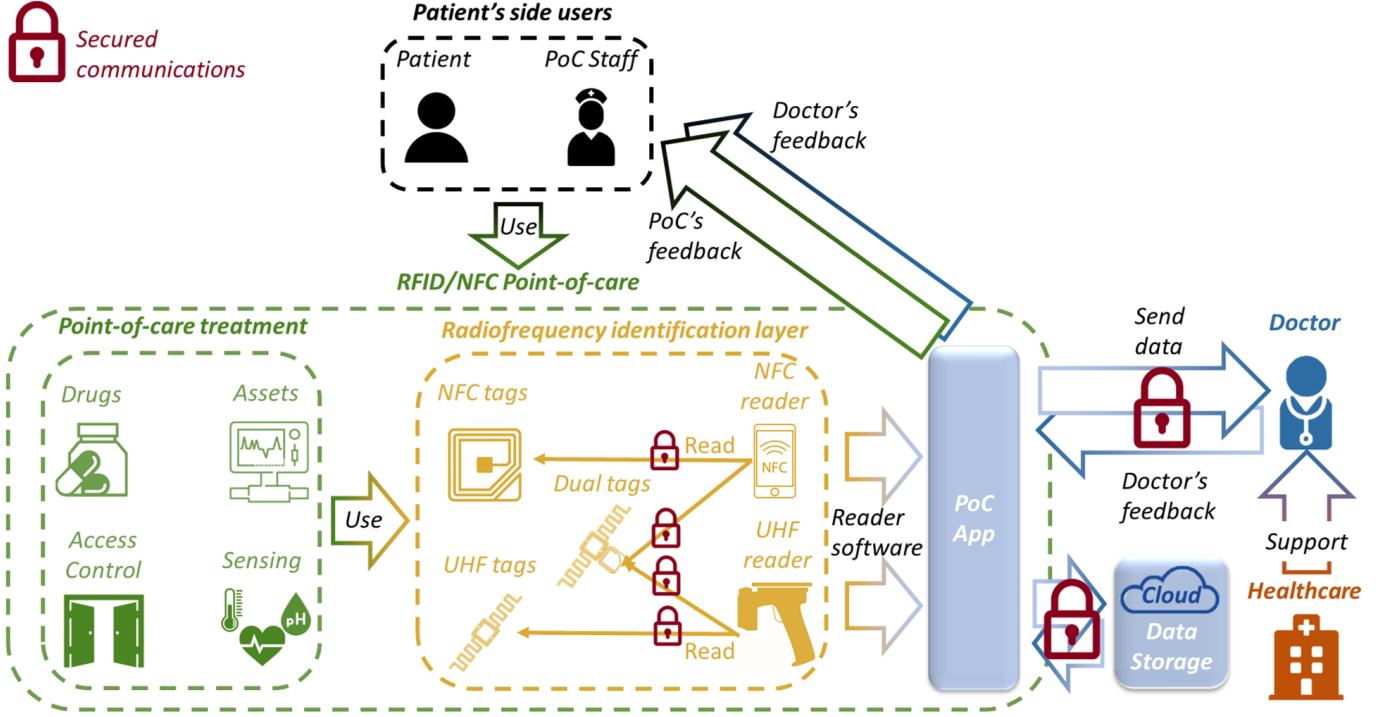 Secured
communications
Patient's side users
Patient
PoC Staff
Doctor's
feedback
Use
PoC's
feedback
RFID/NFC Point-of-care
Point-of-care treatment
Radiofrequency identification layer
Drugs
Assets
Access
Control
Sensing
pH
Use
NFC tags
NFC
reader
NFC
Read
Dual tags
UHF tags
UHF
reader
Read
Reader
software
PoC
App
Send
data
Doctor
Doctor's
feedback
Support
Healthcare
Cloud
Data
Storage